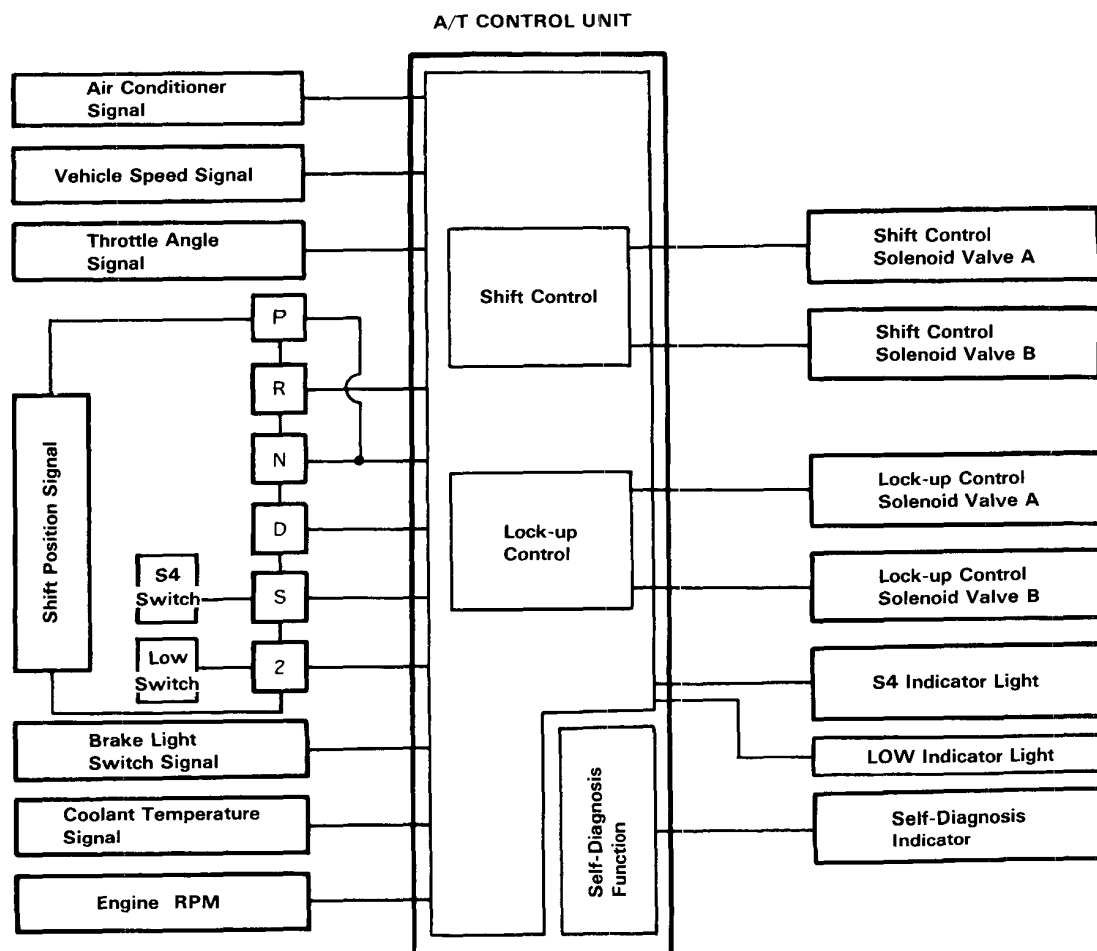 A/T CONTROL UNIT
Air Conditioner
Signal
Vehicle Speed Signal
Throttle Angle
Signal
Shift Position Signal
P
R
N
D
S
2
S4
Switch
Low
Switch
Brake Light
Switch Signal
Coolant Temperature
Signal
Engine RPM
Shift Control
Lock-up
Control
Self-Diagnosis
Function
Shift Control
Solenoid Valve A
Shift Control
Solenoid Valve B
Lock-up Control
Solenoid Valve A
Lock-up Control
Solenoid Valve B
S4 Indicator Light
LOW Indicator Light
Self-Diagnosis
Indicator